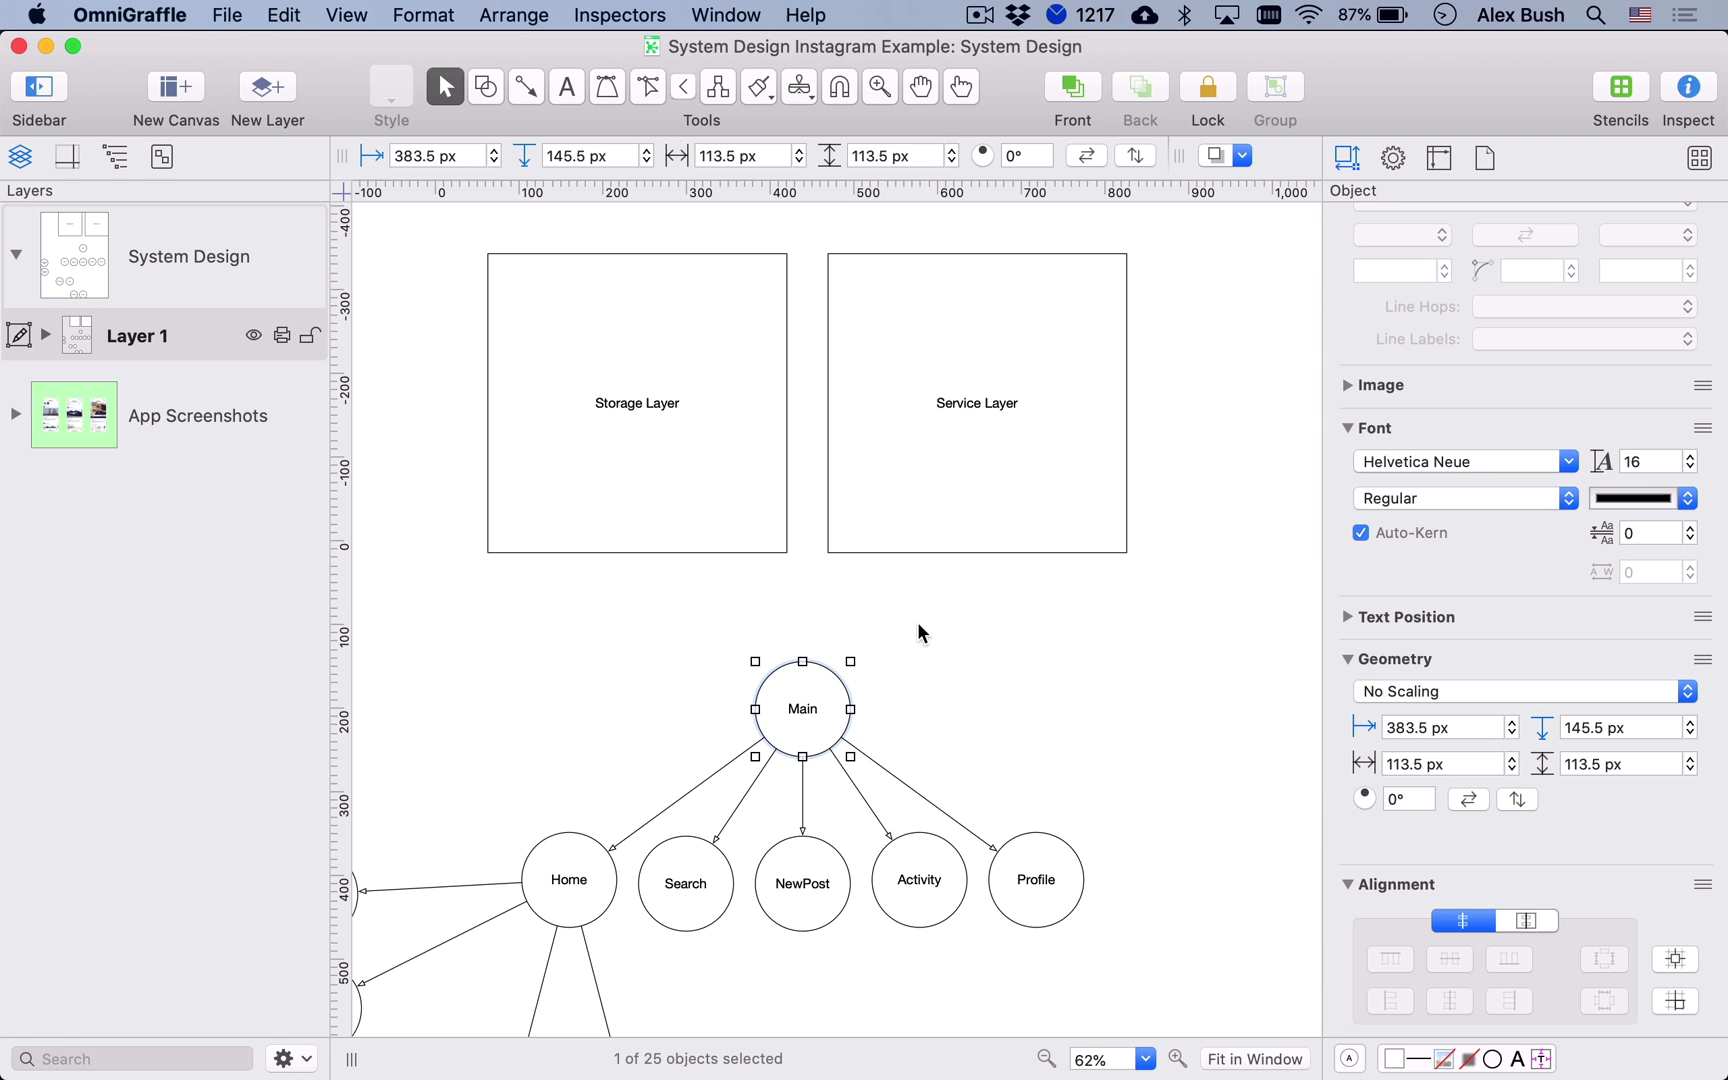 OmniGraffle File Edit View Format Arrange Inspectors Window Help 1217 87% Alex Bush
System Design Instagram Example: System Design
Sidebar New Canvas New Layer Style Tools Front Back Lock Group Stencils Inspect
383.5 px 145.5 px 113.5 px 113.5 px 0°
Layers
-100 0 100 200 300 400 500 600 700 800 900 1,000
Object
-400
-300
-200
-100
0
100
200
300
400
500
System Design
Layer 1
App Screenshots
Storage Layer
Service Layer
Main
Home
Search
NewPost
Activity
Profile
Line Hops:
Line Labels:
Image
Font
Helvetica Neue 16
Regular
Auto-Kern Aa Aa 0
A W 0
Text Position
Geometry
No Scaling
383.5 px 145.5 px
113.5 px 113.5 px
0°
Alignment
Search
1 of 25 objects selected
62%
Fit in Window
A
A
T